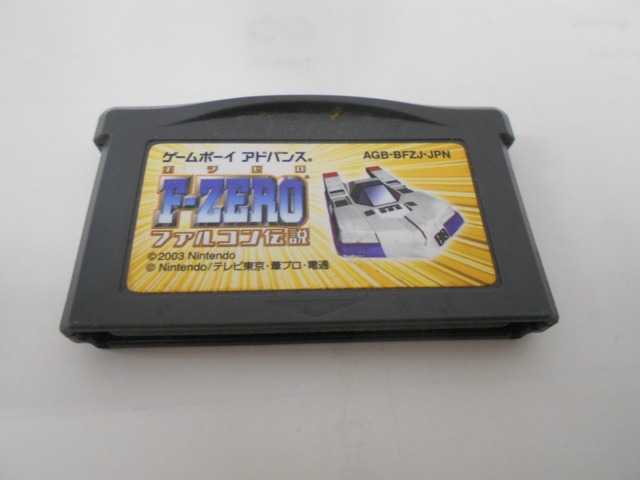 ゲームボーイ アドバンス®
AGB-BFZJ-JPN
エフゼロ
F-ZERO®
ファルコン伝説
©2003 Nintendo
© Nintendo/テレビ東京・葦プロ・電通